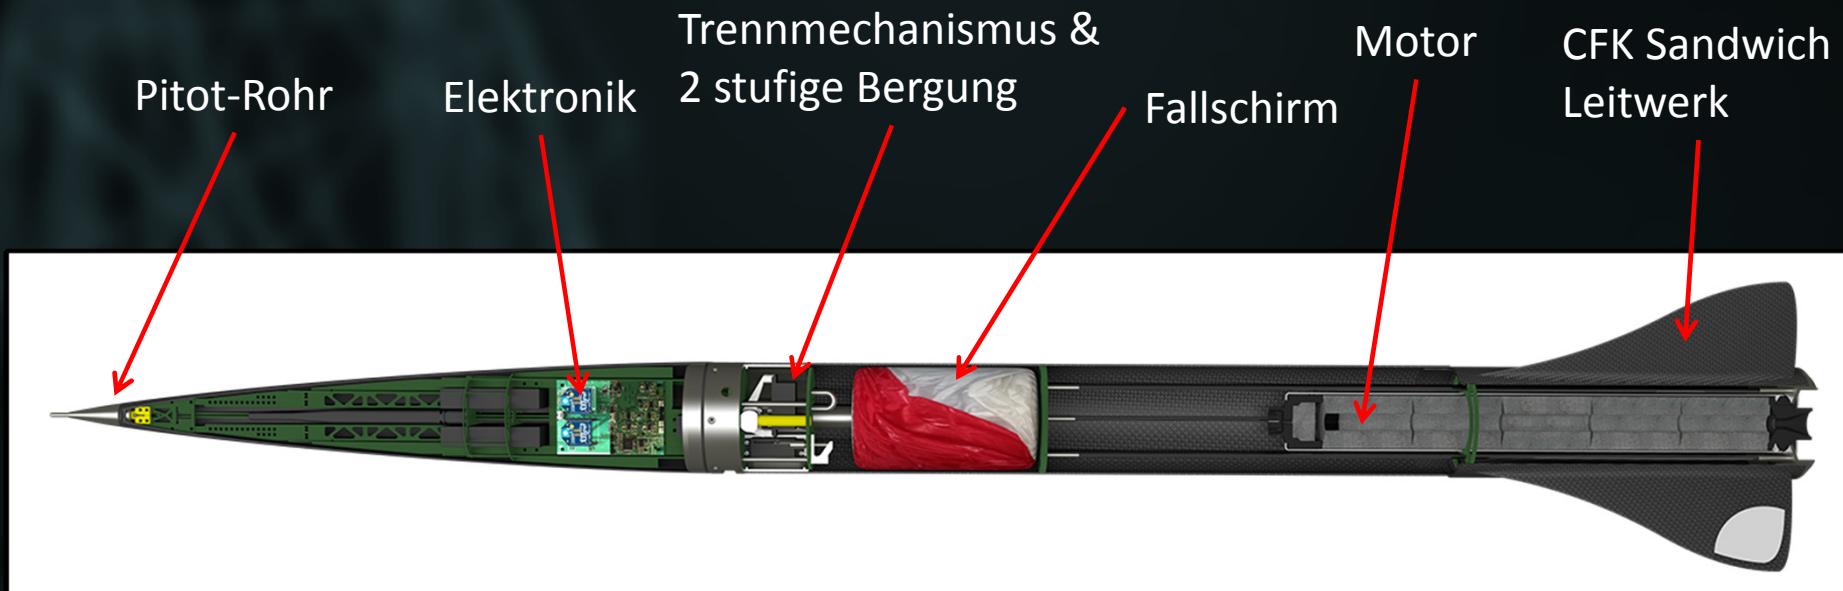 Pitot-Rohr
Elektronik
Trennmechanismus &
2 stufige Bergung
Fallschirm
Motor
CFK Sandwich
Leitwerk